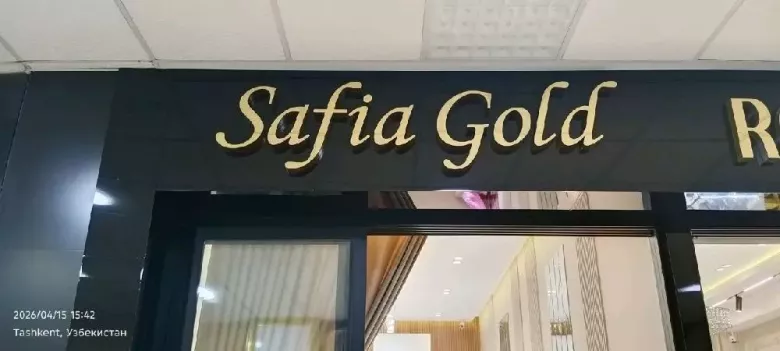 Safia Gold
2026/04/15 15:42
Tashkent, Узбекистан